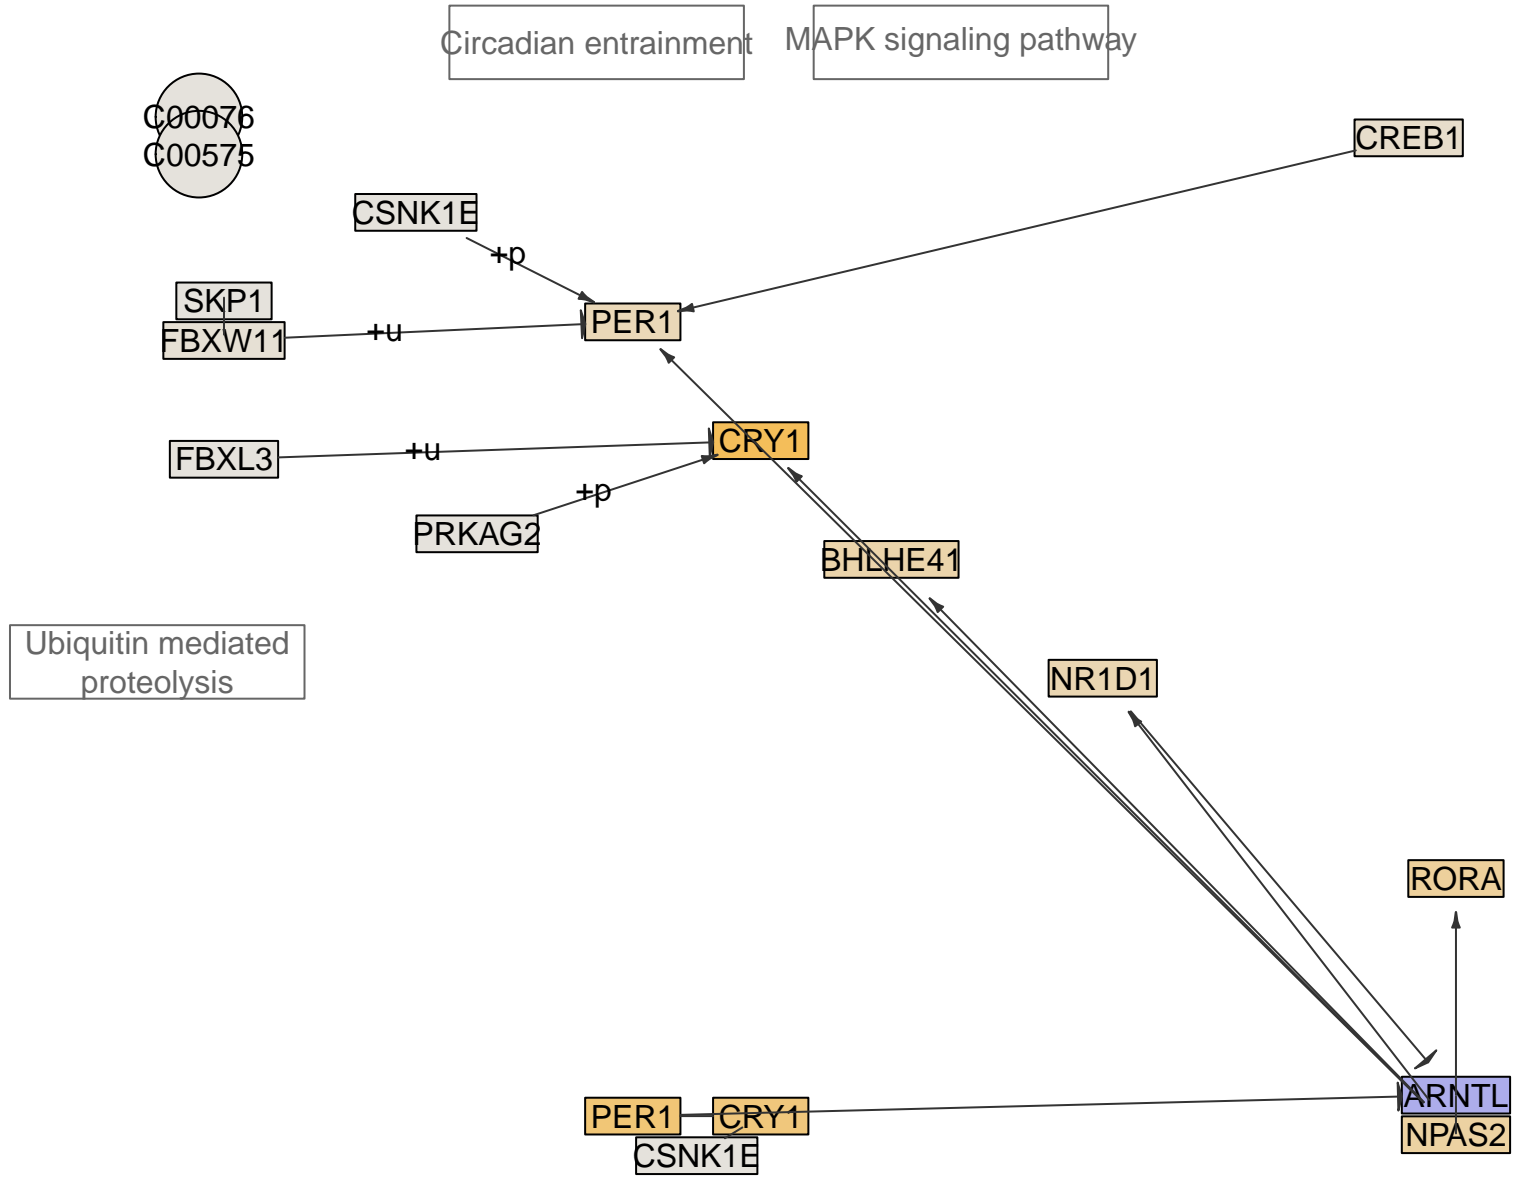 Circadian entrainment
MAPK signaling pathway
C00076
C00575
CREB1
CSNK1E
+p
SKP1
FBXW11
+u
PER1
FBXL3
+u
CRY1
+p
PRKAG2
BHLHE41
Ubiquitin mediated
proteolysis
NR1D1
RORA
PER1
CRY1
CSNK1E
ARNTL
NPAS2